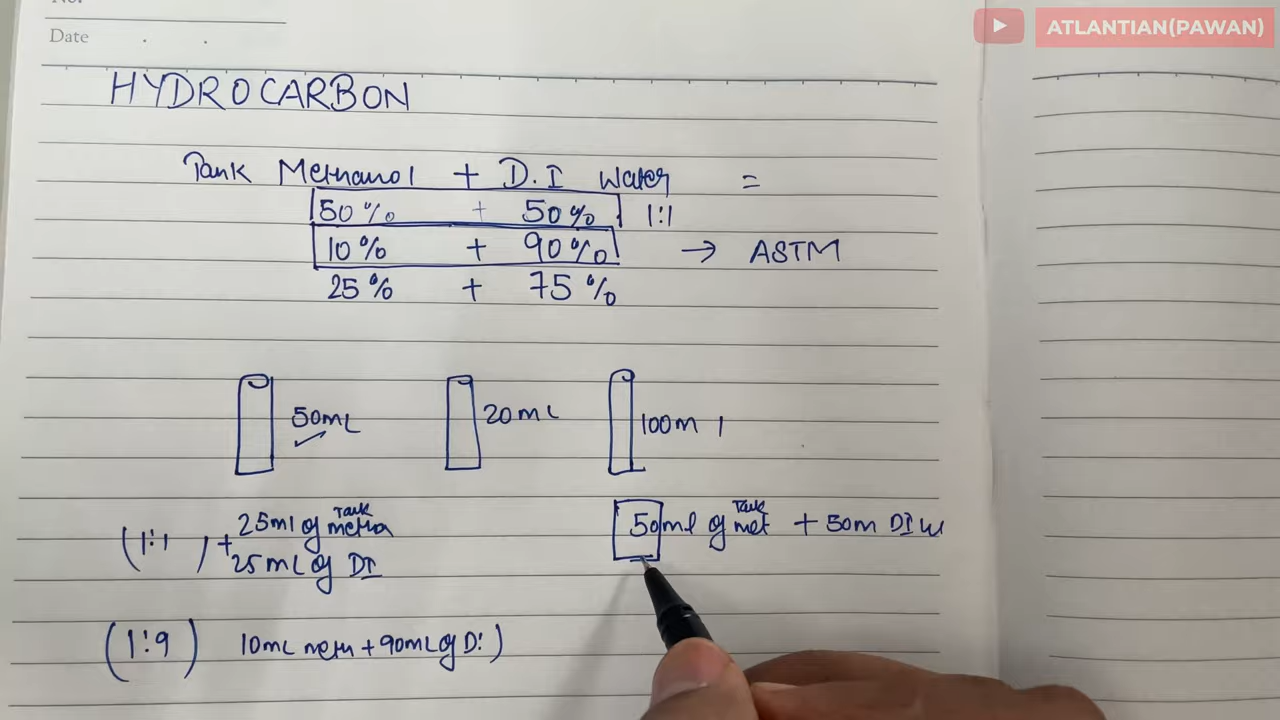 No.
Date . .
ATLANTIAN(PAWAN)
HYDROCARBON
Tank Methanol + D.I Water =
50% + 50% 1:1
10% + 90% → ASTM
25% + 75%
50mL
20mL
100ml
(1:1) + 25ml of Tank metha
25mL of DI
50ml of Tank met + 50m DI W
(1:9) 10mL meth + 90mL of DI)